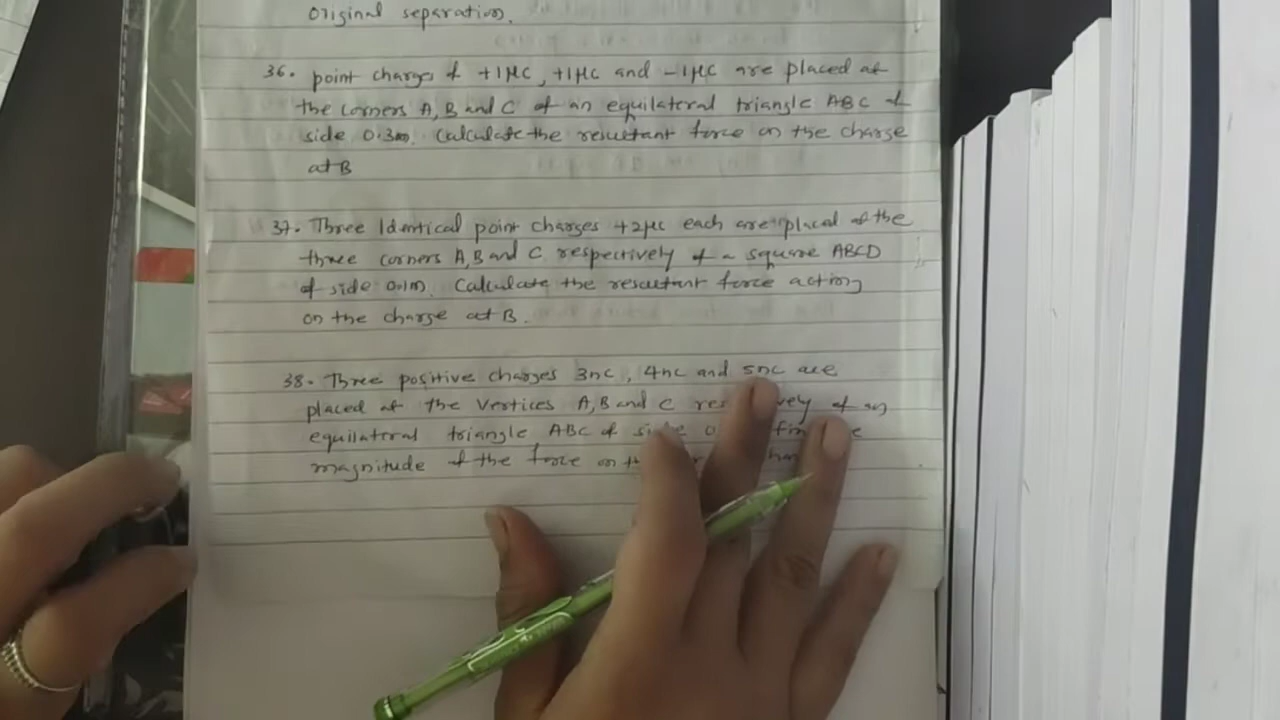 Original separation.
36. point charges of +1μC, +1μC and -1μC are placed at
the corners A, B and C of an equilateral triangle ABC of
side 0.3m. Calculate the resultant force on the charge
at B
37. Three Identical point charges +2μC each are placed at the
three corners A, B and C respectively of a square ABCD
of side 0.1m. Calculate the resultant force acting
on the charge at B.
38. Three positive charges 3nC, 4nC and 5nC are
placed at the vertices A, B and C of an
equilateral triangle ABC of
magnitude of the force on